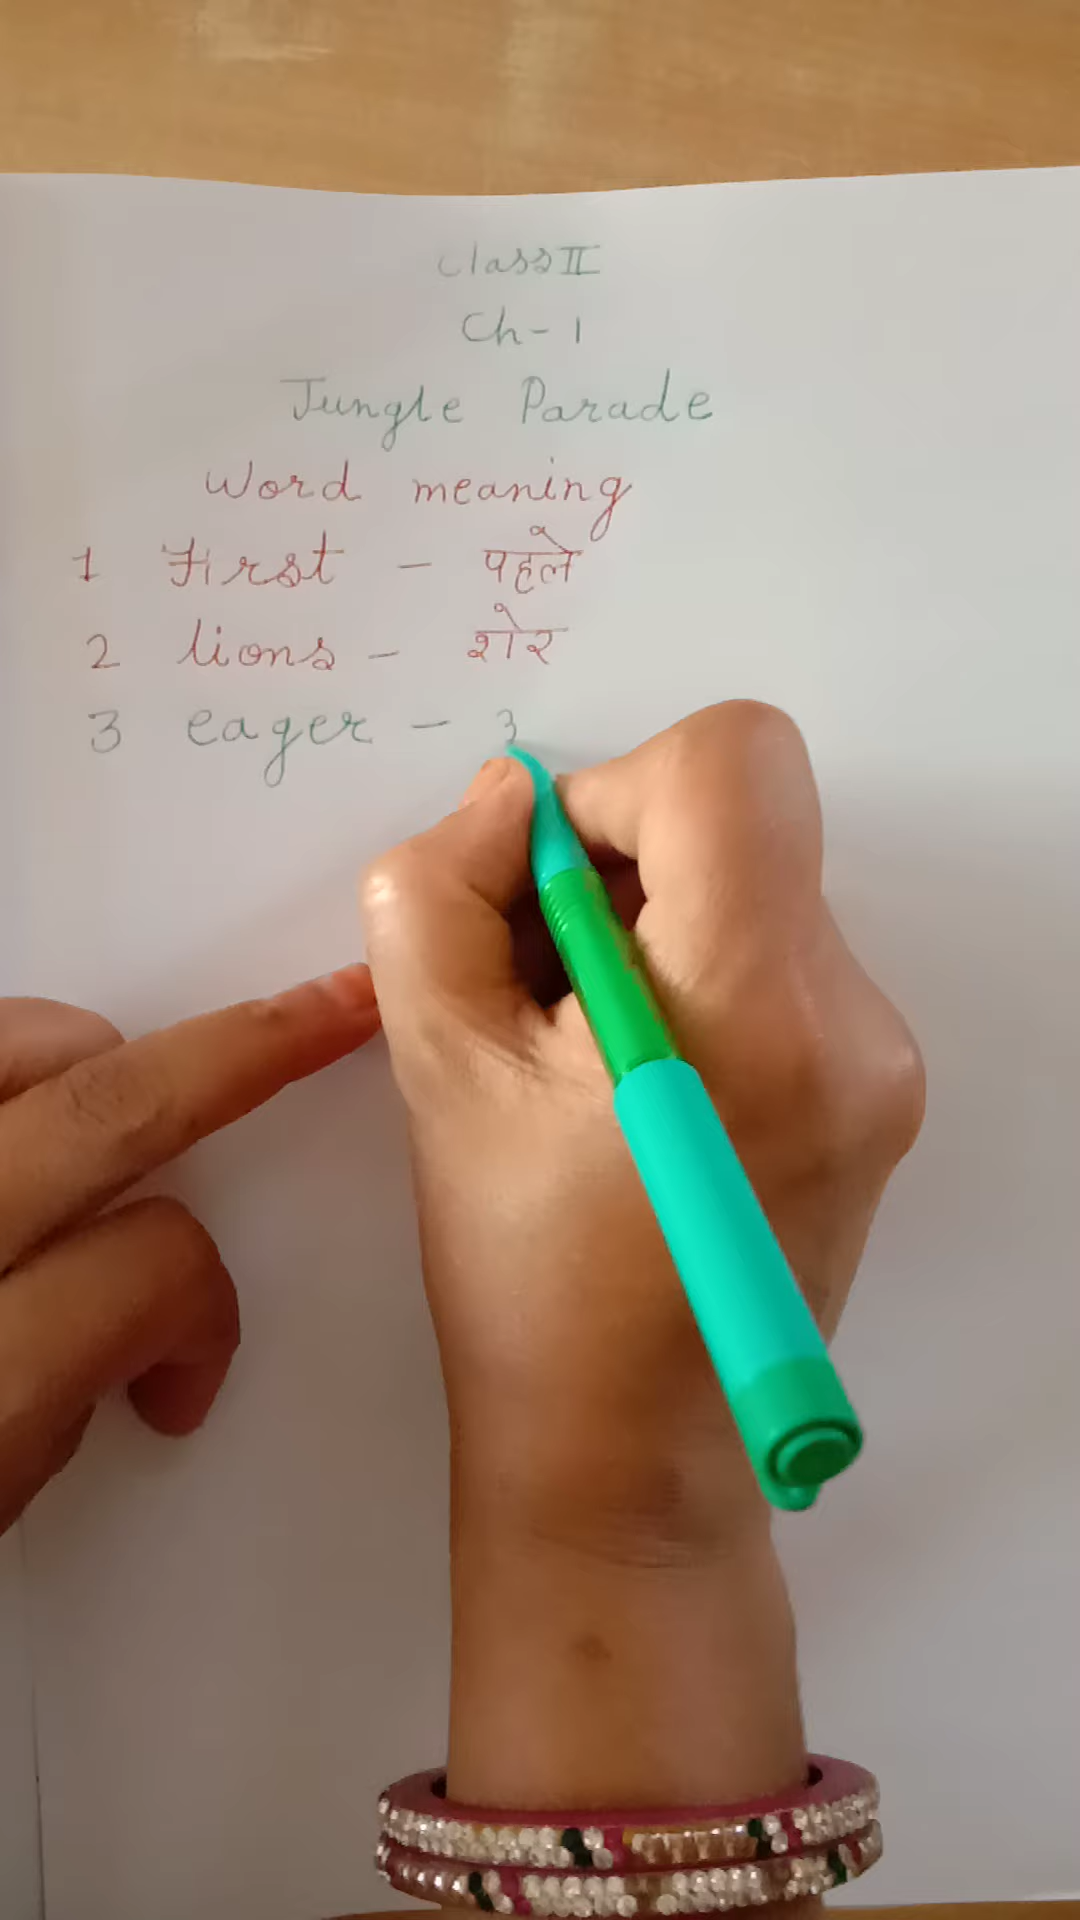 Class II
Ch-1
Jungle Parade
Word meaning
1 First - पहले
2 lions - शेर
3 eager - उ